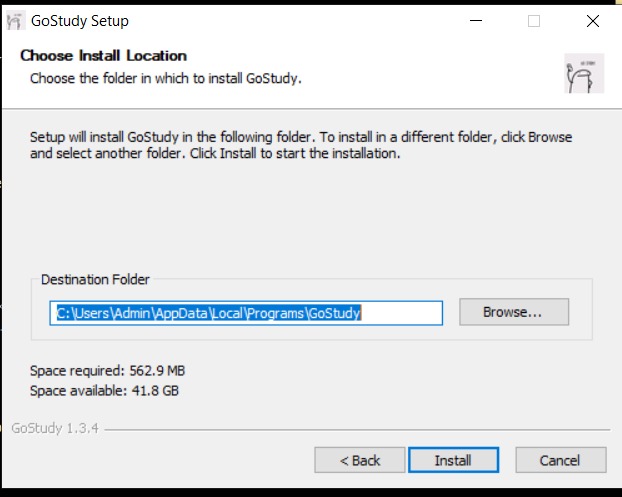 GoStudy Setup
Choose Install Location
Choose the folder in which to install GoStudy.
Setup will install GoStudy in the following folder. To install in a different folder, click Browse
and select another folder. Click Install to start the installation.
Destination Folder
C:\Users\Admin\AppData\Local\Programs\GoStudy
Browse...
Space required: 562.9 MB
Space available: 41.8 GB
GoStudy 1.3.4
< Back
Install
Cancel